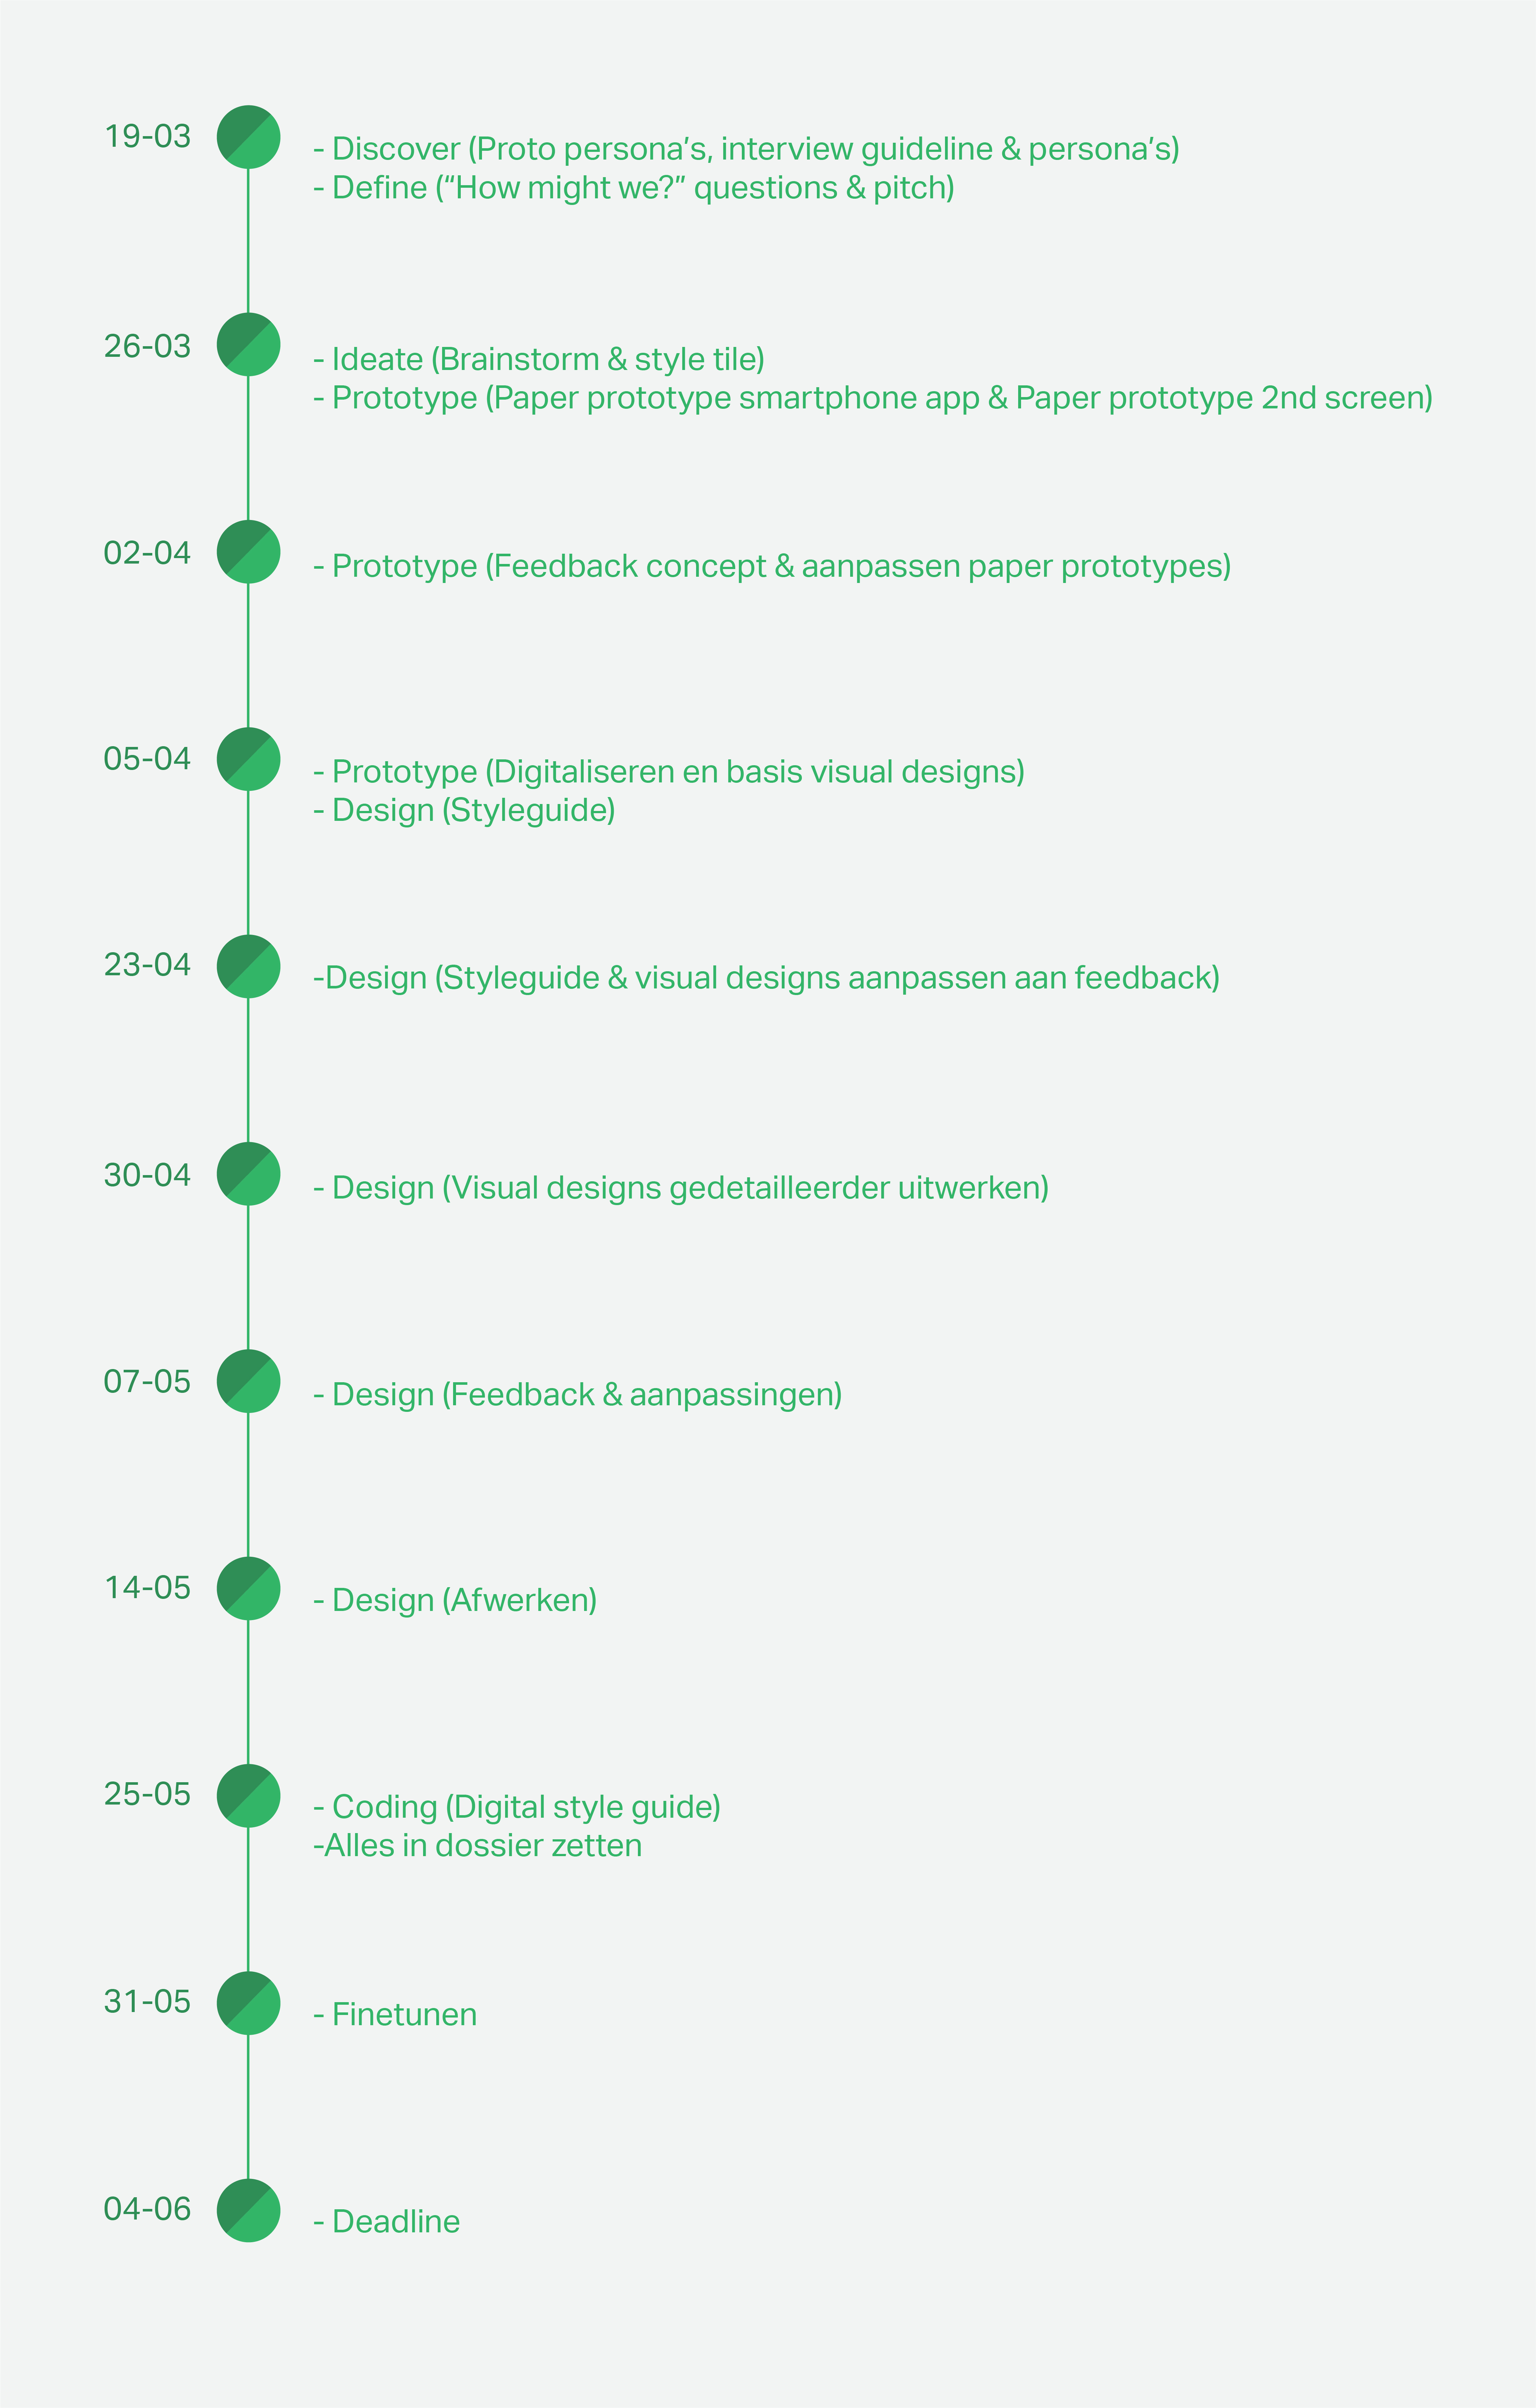 19-03
- Discover (Proto persona’s, interview guideline & persona’s)
- Define (“How might we?” questions & pitch)
26-03
- Ideate (Brainstorm & style tile)
- Prototype (Paper prototype smartphone app & Paper prototype 2nd screen)
02-04
- Prototype (Feedback concept & aanpassen paper prototypes)
05-04
- Prototype (Digitaliseren en basis visual designs)
- Design (Styleguide)
23-04
-Design (Styleguide & visual designs aanpassen aan feedback)
30-04
- Design (Visual designs gedetailleerder uitwerken)
07-05
- Design (Feedback & aanpassingen)
14-05
- Design (Afwerken)
25-05
- Coding (Digital style guide)
-Alles in dossier zetten
31-05
- Finetunen
04-06
- Deadline